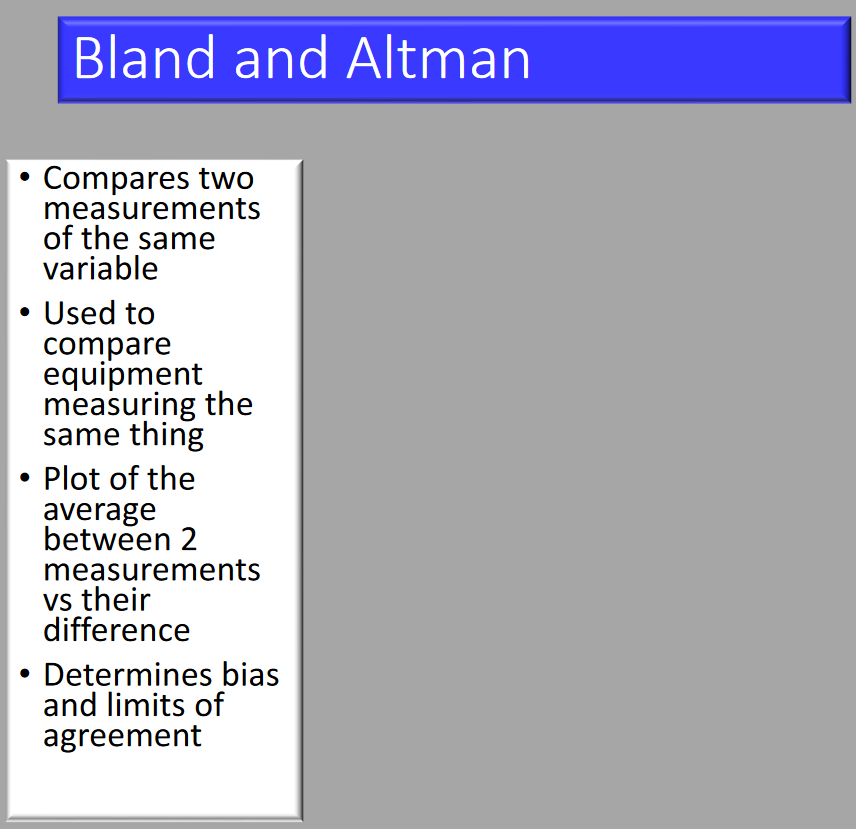 Bland and Altman
• Compares two
measurements
of the same
variable
• Used to
compare
equipment
measuring the
same thing
• Plot of the
average
between 2
measurements
vs their
difference
• Determines bias
and limits of
agreement